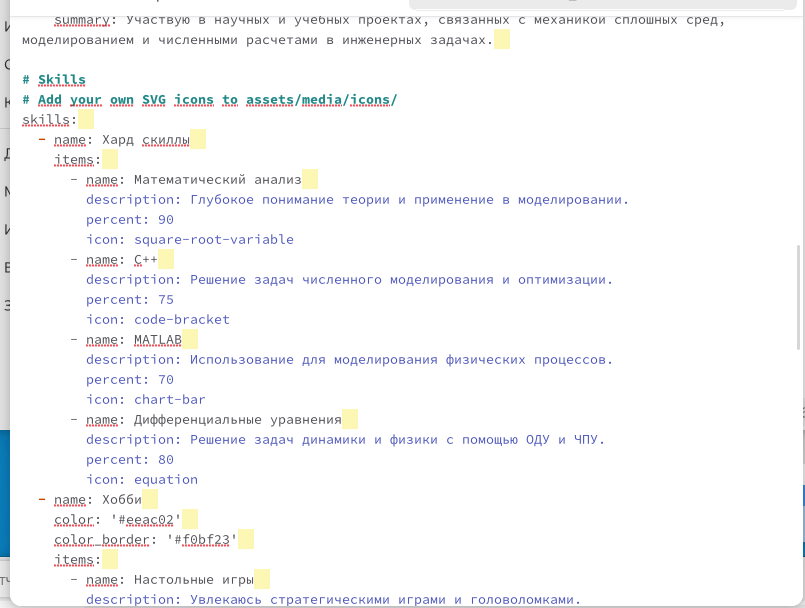 summary: Участвую в научных и учебных проектах, связанных с механикой сплошных сред,
моделированием и численными расчетами в инженерных задачах.
# Skills
# Add your own SVG icons to assets/media/icons/
skills:
- name: Хард скиллы
items:
- name: Математический анализ
description: Глубокое понимание теории и применение в моделировании.
percent: 90
icon: square-root-variable
- name: C++
description: Решение задач численного моделирования и оптимизации.
percent: 75
icon: code-bracket
- name: MATLAB
description: Использование для моделирования физических процессов.
percent: 70
icon: chart-bar
- name: Дифференциальные уравнения
description: Решение задач динамики и физики с помощью ОДУ и ЧПУ.
percent: 80
icon: equation
- name: Хобби
color: '#eeac02'
color_border: '#f0bf23'
items:
- name: Настольные игры
description: Увлекаюсь стратегическими играми и головоломками.